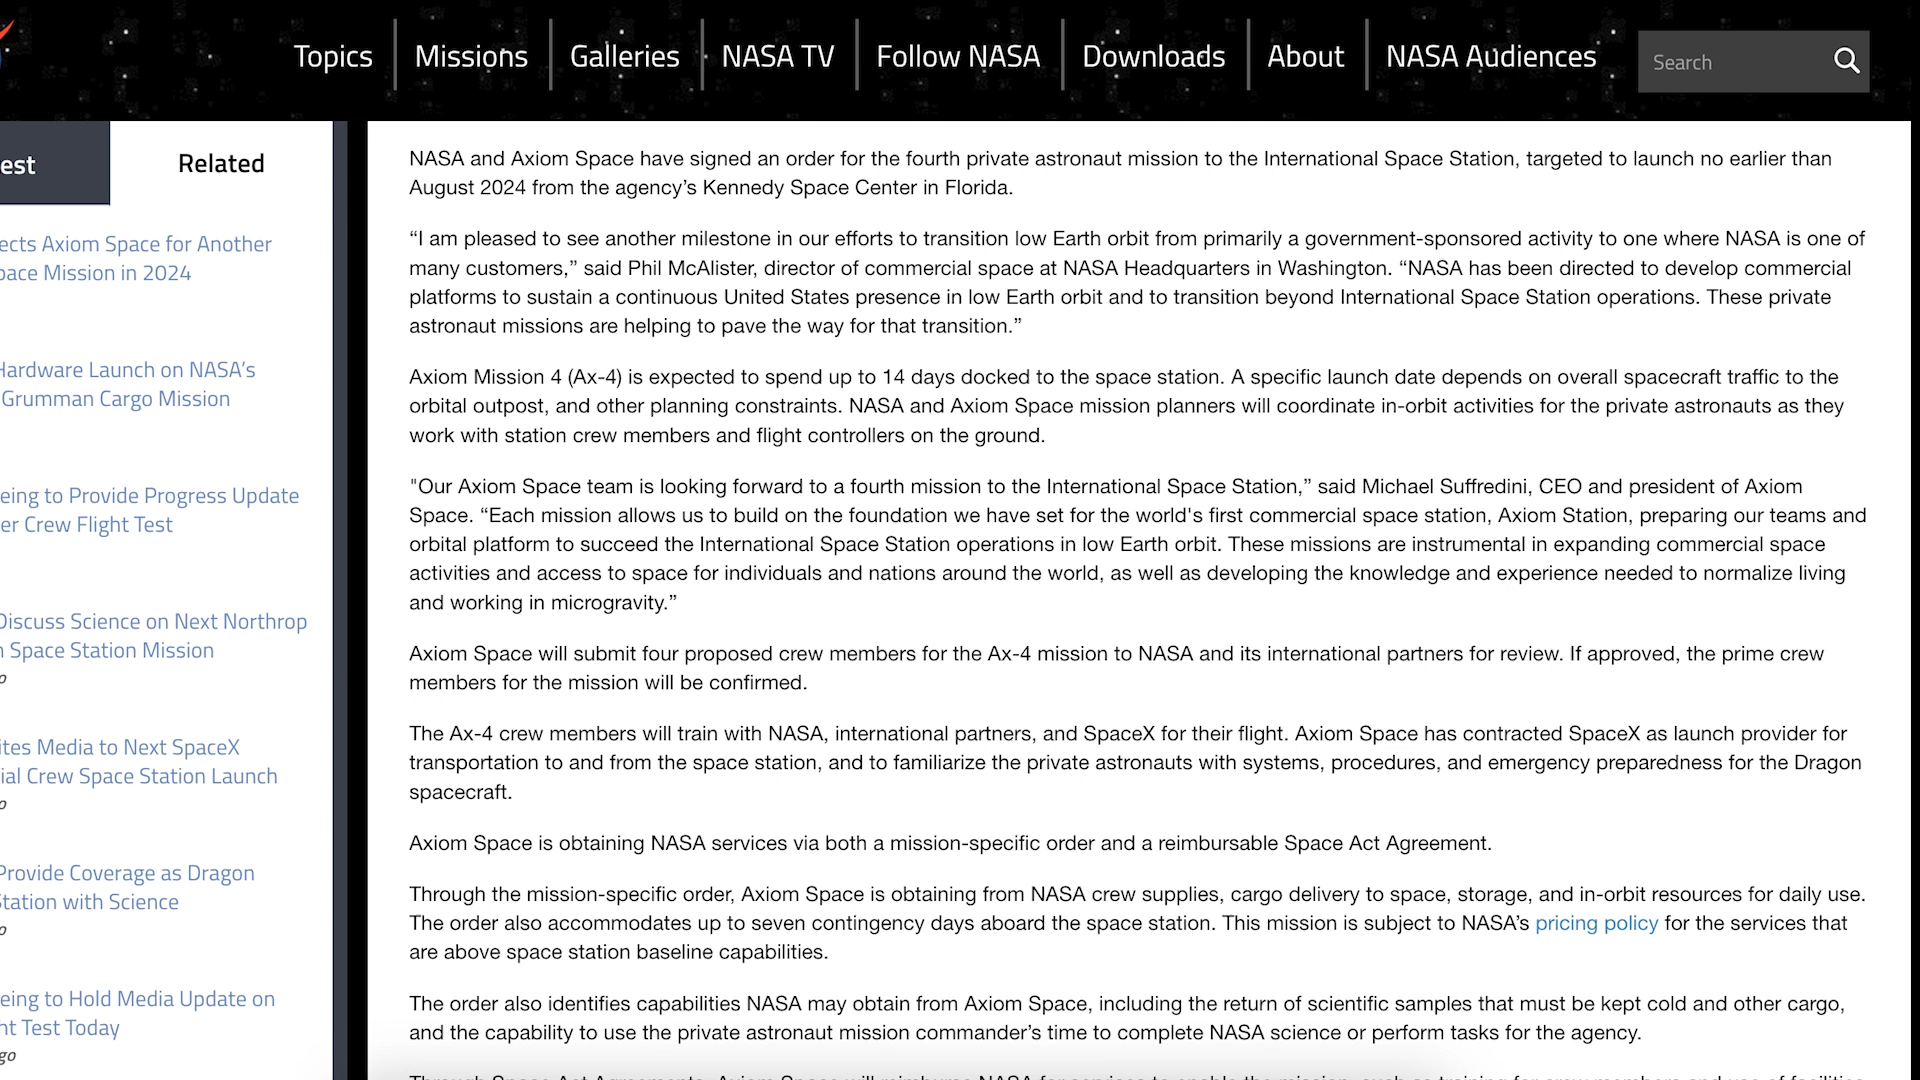 Topics
Missions
Galleries
NASA TV
Follow NASA
Downloads
About
NASA Audiences
Search
est
Related
ects Axiom Space for Another
pace Mission in 2024
Hardware Launch on NASA’s
Grumman Cargo Mission
eing to Provide Progress Update
er Crew Flight Test
Discuss Science on Next Northrop
n Space Station Mission
o
ites Media to Next SpaceX
ial Crew Space Station Launch
o
Provide Coverage as Dragon
Station with Science
o
eing to Hold Media Update on
ht Test Today
go
NASA and Axiom Space have signed an order for the fourth private astronaut mission to the International Space Station, targeted to launch no earlier than
August 2024 from the agency’s Kennedy Space Center in Florida.
“I am pleased to see another milestone in our efforts to transition low Earth orbit from primarily a government-sponsored activity to one where NASA is one of
many customers,” said Phil McAlister, director of commercial space at NASA Headquarters in Washington. “NASA has been directed to develop commercial
platforms to sustain a continuous United States presence in low Earth orbit and to transition beyond International Space Station operations. These private
astronaut missions are helping to pave the way for that transition.”
Axiom Mission 4 (Ax-4) is expected to spend up to 14 days docked to the space station. A specific launch date depends on overall spacecraft traffic to the
orbital outpost, and other planning constraints. NASA and Axiom Space mission planners will coordinate in-orbit activities for the private astronauts as they
work with station crew members and flight controllers on the ground.
"Our Axiom Space team is looking forward to a fourth mission to the International Space Station,” said Michael Suffredini, CEO and president of Axiom
Space. “Each mission allows us to build on the foundation we have set for the world's first commercial space station, Axiom Station, preparing our teams and
orbital platform to succeed the International Space Station operations in low Earth orbit. These missions are instrumental in expanding commercial space
activities and access to space for individuals and nations around the world, as well as developing the knowledge and experience needed to normalize living
and working in microgravity.”
Axiom Space will submit four proposed crew members for the Ax-4 mission to NASA and its international partners for review. If approved, the prime crew
members for the mission will be confirmed.
The Ax-4 crew members will train with NASA, international partners, and SpaceX for their flight. Axiom Space has contracted SpaceX as launch provider for
transportation to and from the space station, and to familiarize the private astronauts with systems, procedures, and emergency preparedness for the Dragon
spacecraft.
Axiom Space is obtaining NASA services via both a mission-specific order and a reimbursable Space Act Agreement.
Through the mission-specific order, Axiom Space is obtaining from NASA crew supplies, cargo delivery to space, storage, and in-orbit resources for daily use.
The order also accommodates up to seven contingency days aboard the space station. This mission is subject to NASA’s pricing policy for the services that
are above space station baseline capabilities.
The order also identifies capabilities NASA may obtain from Axiom Space, including the return of scientific samples that must be kept cold and other cargo,
and the capability to use the private astronaut mission commander’s time to complete NASA science or perform tasks for the agency.